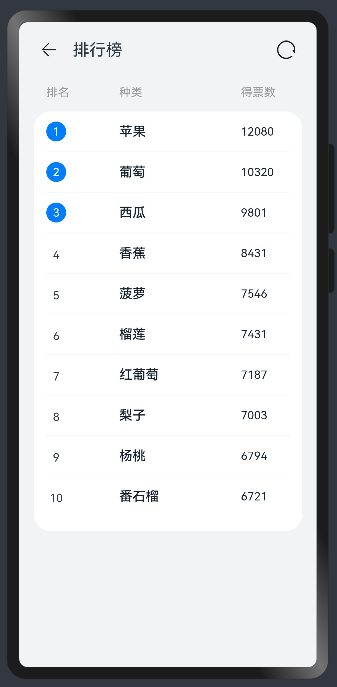 排行榜
排名 种类 得票数
1 苹果 12080
2 葡萄 10320
3 西瓜 9801
4 香蕉 8431
5 菠萝 7546
6 榴莲 7431
7 红葡萄 7187
8 梨子 7003
9 杨桃 6794
10 番石榴 6721